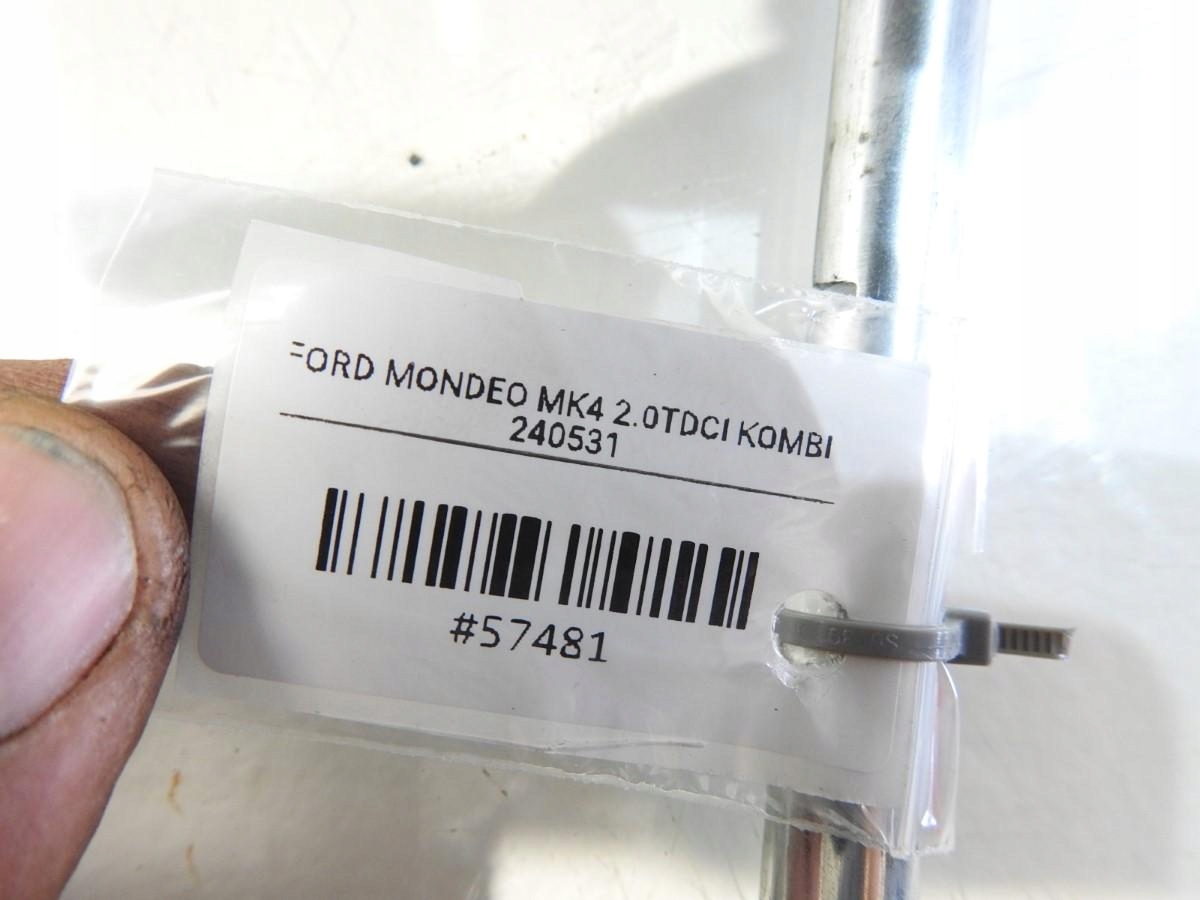 FORD MONDEO MK4 2.0TDCI KOMBI
240531
#57481